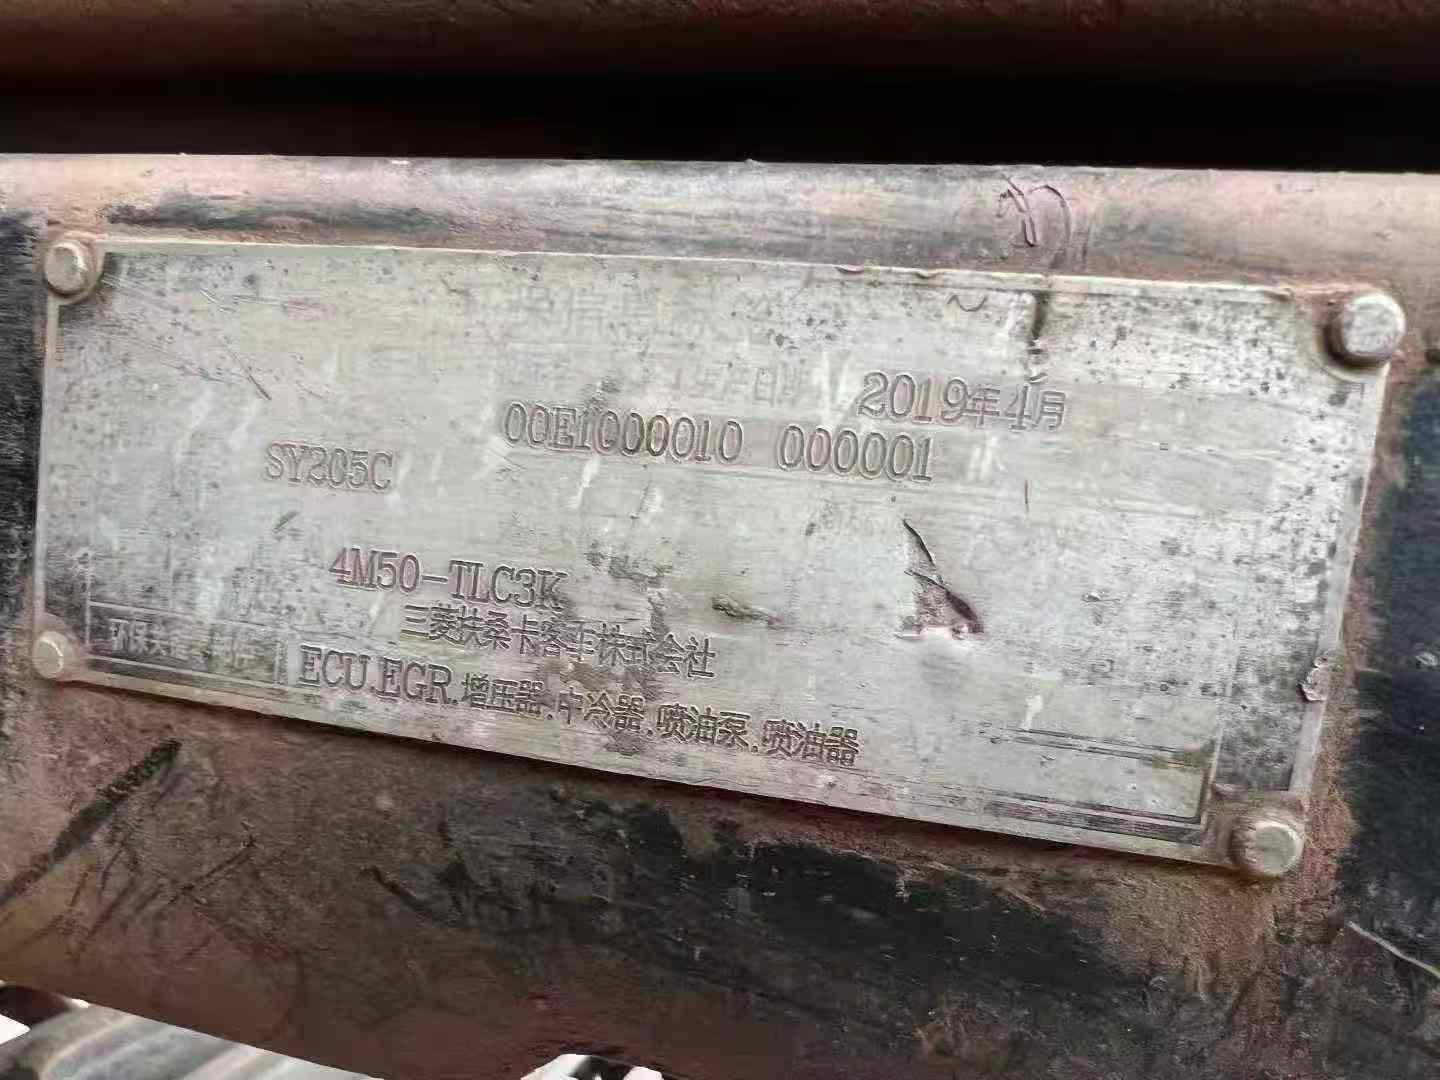 2019年4月
00E1000010 000001
SY265C
4M50-TLC3K
三菱扶桑卡客车株式会社
ECU.EGR.增压器.中冷器.喷油泵.喷油器